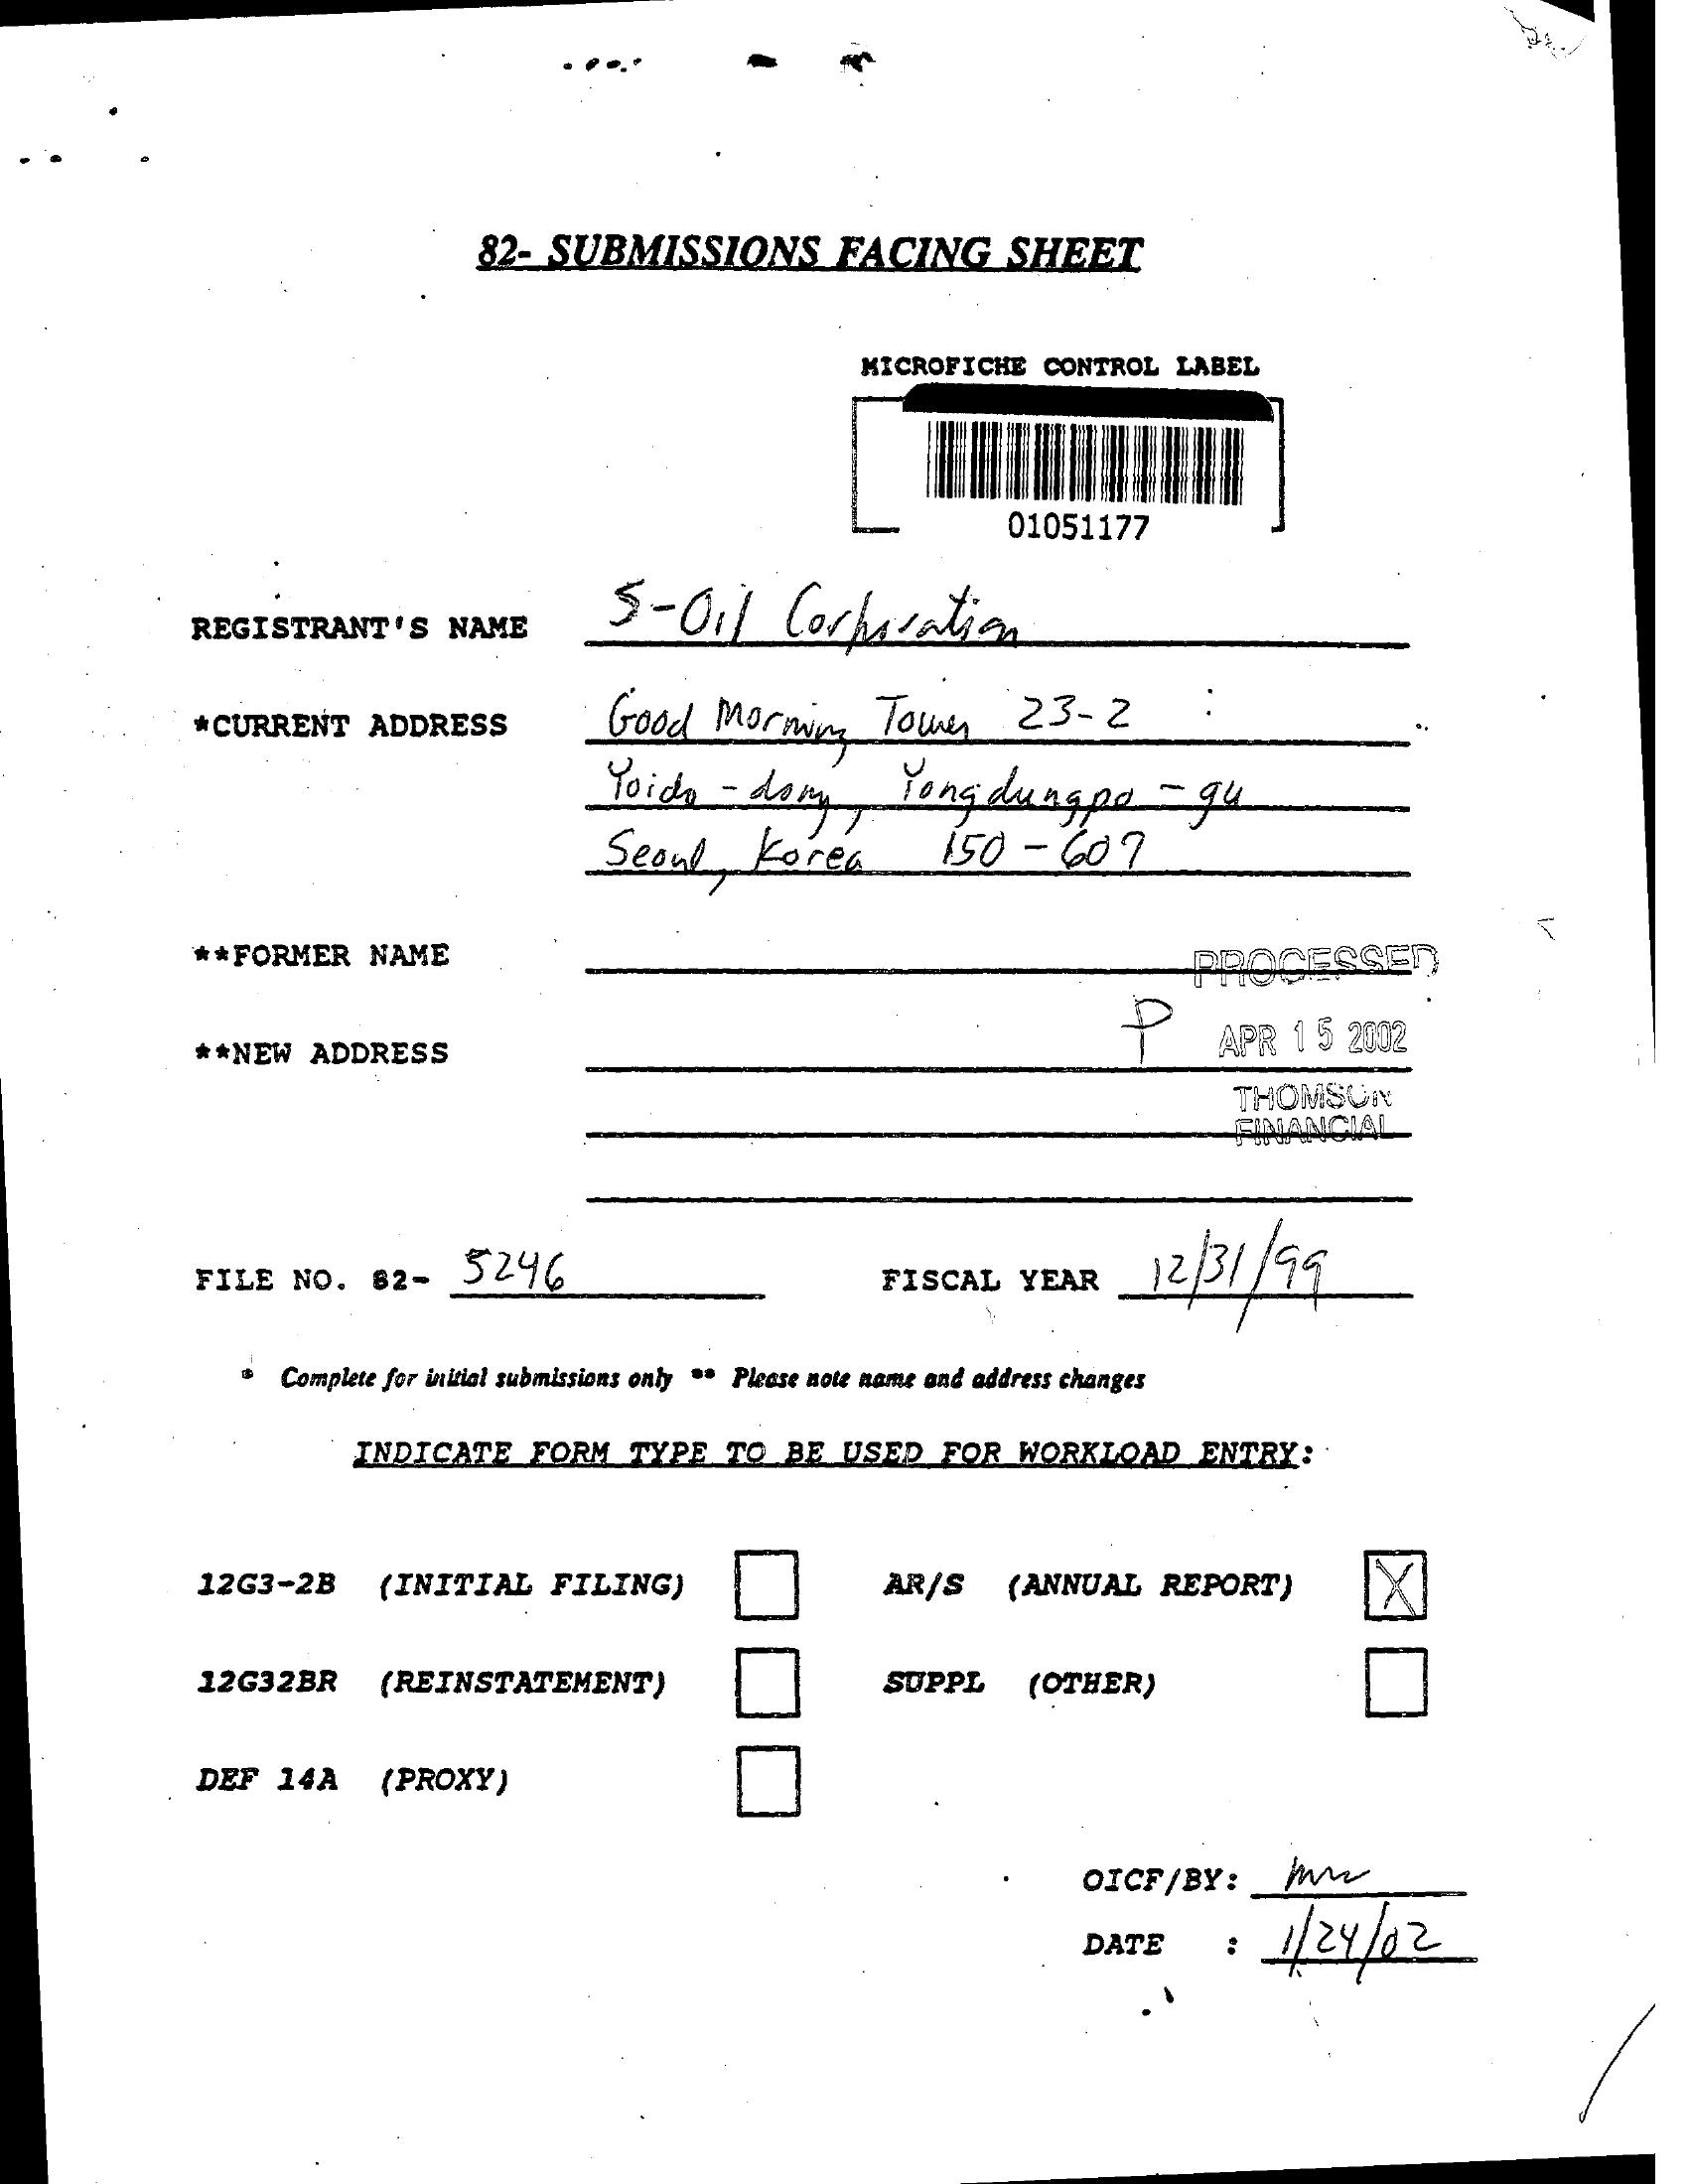 82- SUBMISSIONS FACING SHEET
MICROFICHE CONTROL LABEL
01051177
REGISTRANT'S NAME S-Oil Corporation
*CURRENT ADDRESS Good Morning Tower 23-2
Yoido-dong, Yongdungpo-gu
Seoul, Korea 150-607
**FORMER NAME
PROCESSED
**NEW ADDRESS
P APR 15 2002
THOMSON
FINANCIAL
FILE NO. 82- 5246 FISCAL YEAR 12/31/99
* Complete for initial submissions only ** Please note name and address changes
INDICATE FORM TYPE TO BE USED FOR WORKLOAD ENTRY:
12G3-2B (INITIAL FILING) AR/S (ANNUAL REPORT) X
12G32BR (REINSTATEMENT) SUPPL (OTHER)
DEF 14A (PROXY)
OICF/BY:
DATE : 1/24/02